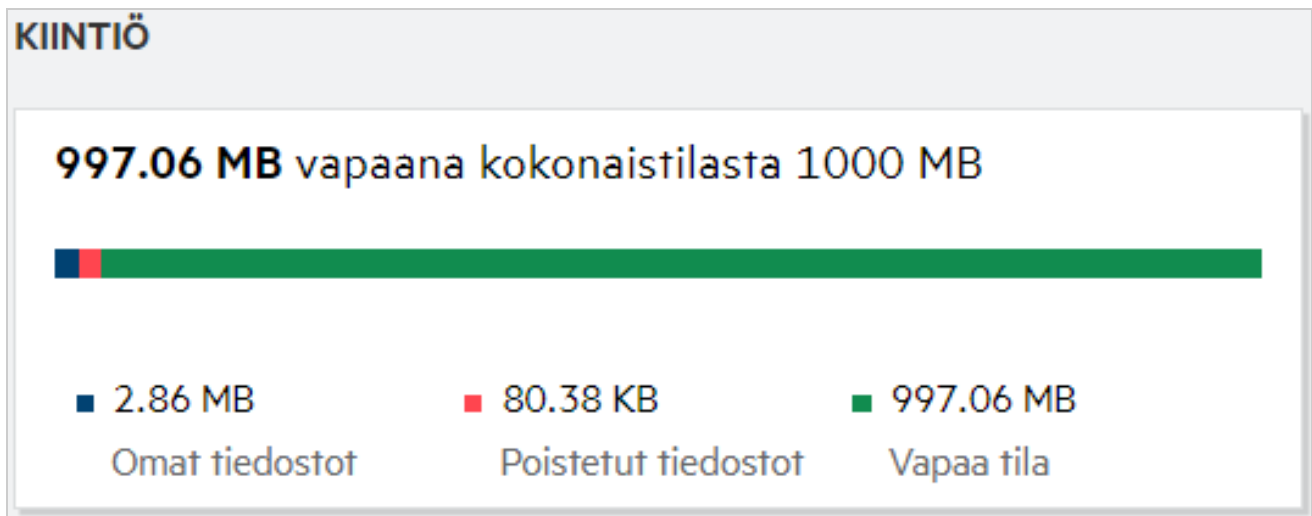 KIINTIÖ
997.06 MB vapaana kokonaistilasta 1000 MB
2.86 MB 80.38 KB 997.06 MB
Omat tiedostot Poistetut tiedostot Vapaa tila